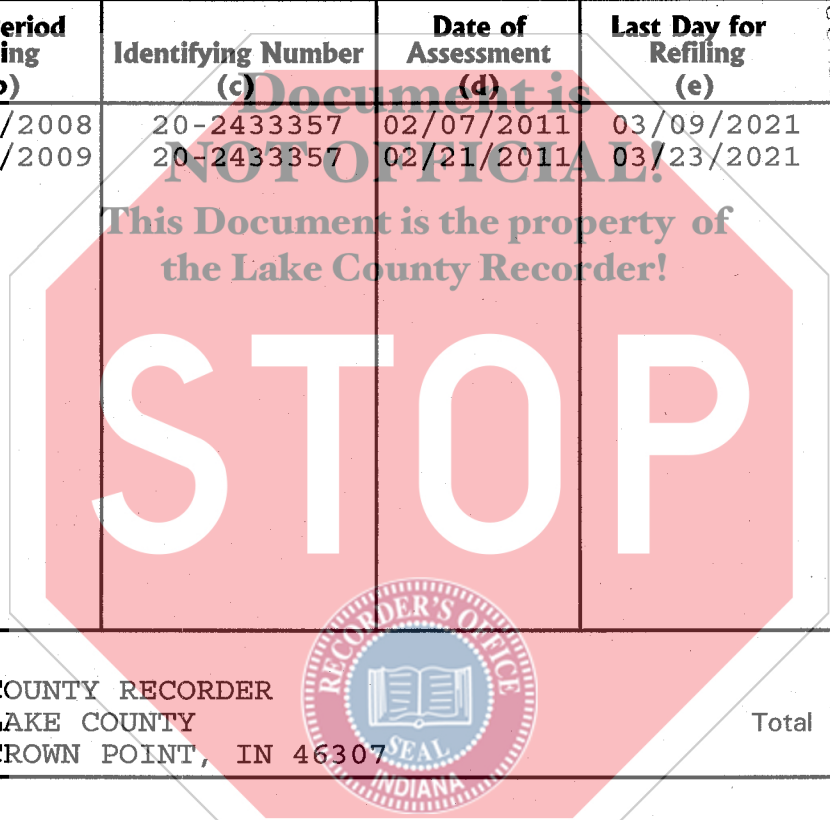 eriod Date of Last Day for
ing Identifying Number Assessment Refiling
) (c) (d) (e)
Document is
/2008 20-2433357 02/07/2011 03/09/2021
/2009 20-2433357 02/21/2011 03/23/2021
NOT OFFICIAL!
This Document is the property of
the Lake County Recorder!
STOP
RECORDER'S OFFICE
SEAL
INDIANA
OUNTY RECORDER
AKE COUNTY Total
CROWN POINT, IN 46307